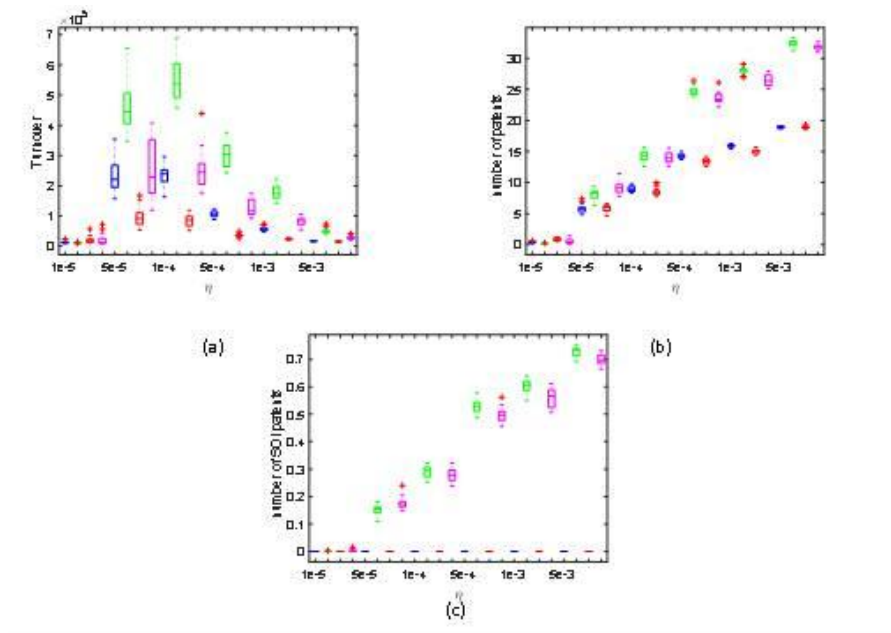 ×10⁵
7
6
5
4
3
2
1
0
Turnover
1e-5 5e-5 1e-4 5e-4 1e-3 5e-3
η
(a)
30
25
20
15
10
5
0
number of patents
1e-5 5e-5 1e-4 5e-4 1e-3 5e-3
η
(b)
0.7
0.6
0.5
0.4
0.3
0.2
0.1
0
number of SOI patents
1e-5 5e-5 1e-4 5e-4 1e-3 5e-3
η
(c)